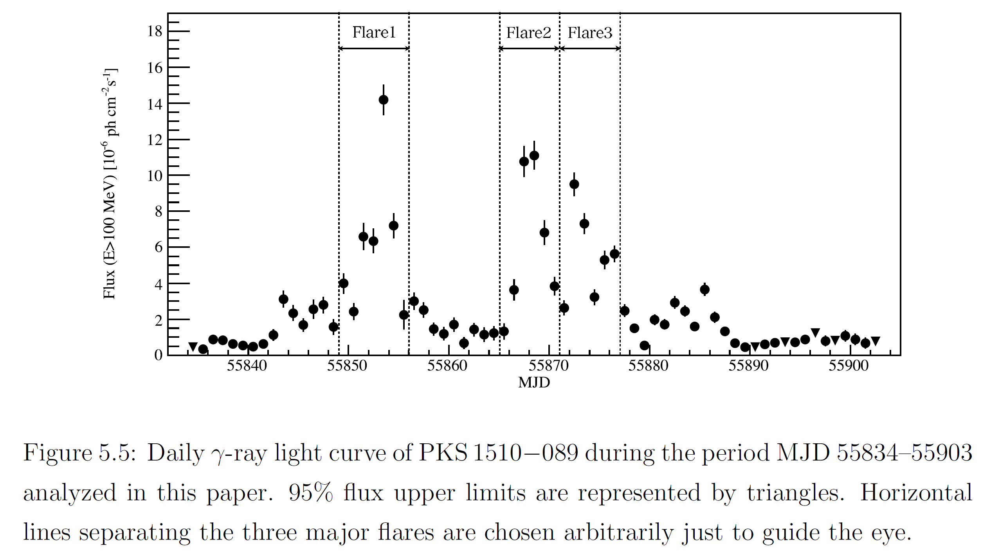 Flare1 Flare2 Flare3
18
16
14
12
10
8
6
4
2
0
Flux (E>100 MeV) [10⁻⁶ ph cm⁻²s⁻¹]
55840 55850 55860 55870 55880 55890 55900
MJD
Figure 5.5: Daily γ-ray light curve of PKS 1510−089 during the period MJD 55834–55903
analyzed in this paper. 95% flux upper limits are represented by triangles. Horizontal
lines separating the three major flares are chosen arbitrarily just to guide the eye.